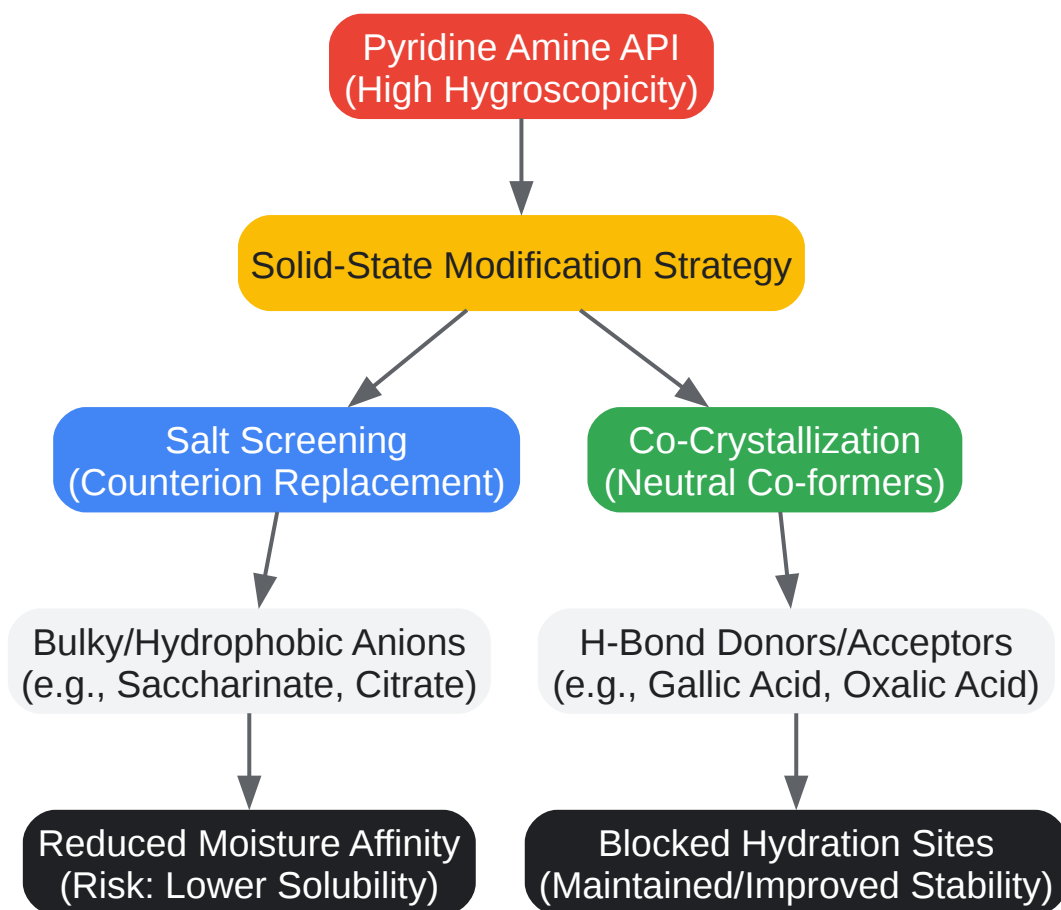 Pyridine Amine API
(High Hygroscopicity)
Solid-State Modification Strategy
Salt Screening
(Counterion Replacement)
Co-Crystallization
(Neutral Co-formers)
Bulky/Hydrophobic Anions
(e.g., Saccharinate, Citrate)
H-Bond Donors/Acceptors
(e.g., Gallic Acid, Oxalic Acid)
Reduced Moisture Affinity
(Risk: Lower Solubility)
Blocked Hydration Sites
(Maintained/Improved Stability)